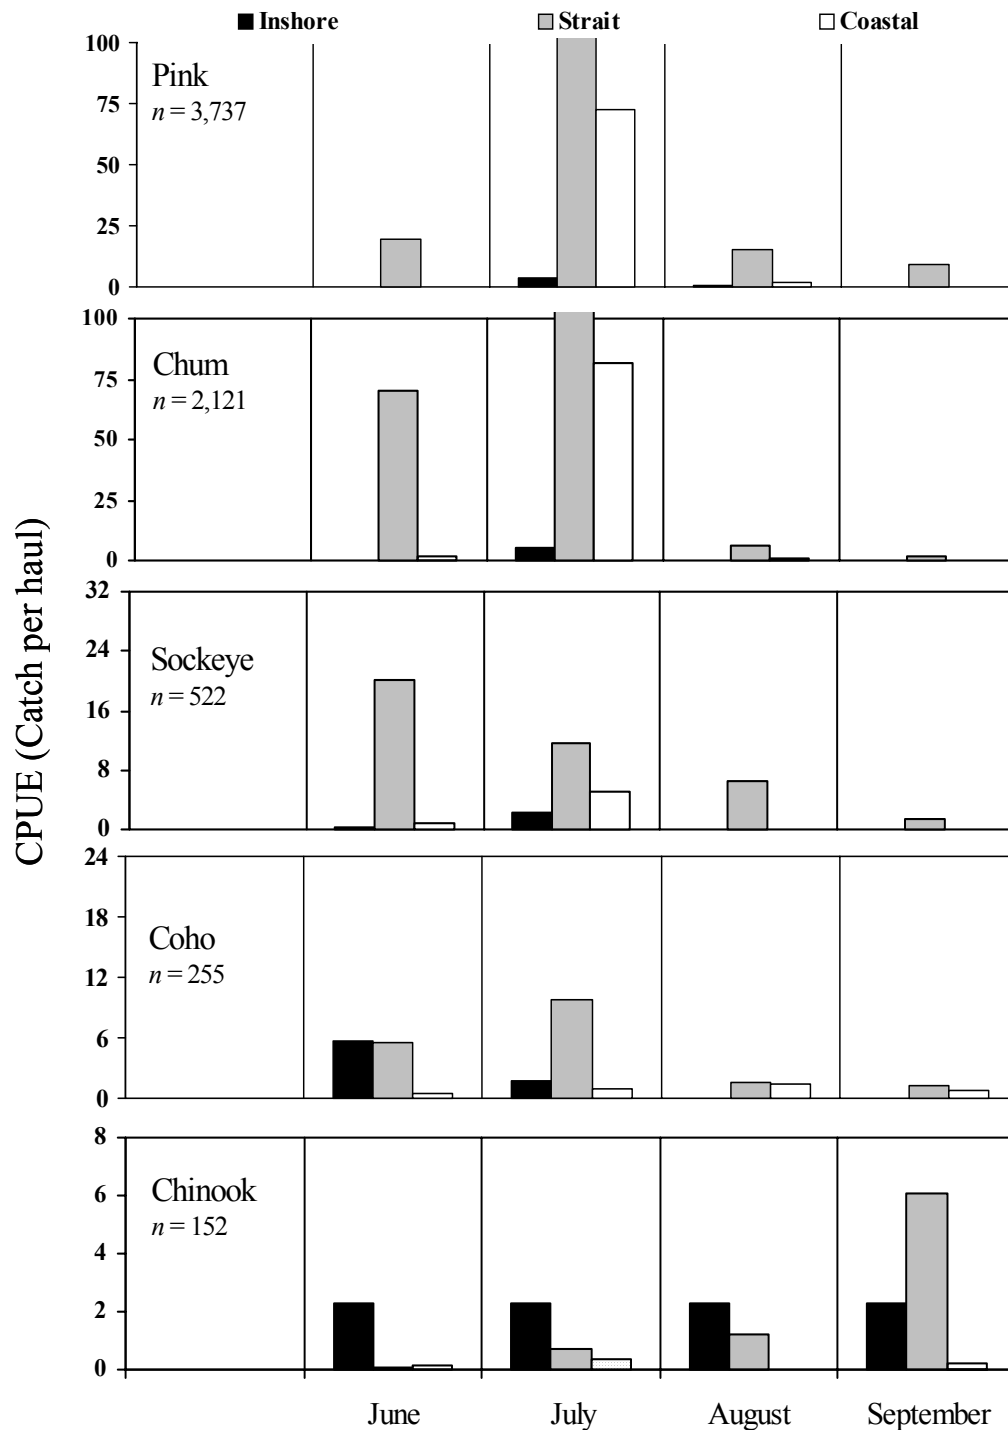 Inshore Strait Coastal
CPUE (Catch per haul)
100
75
50
25
0
Pink
n = 3,737
100
75
50
25
0
Chum
n = 2,121
32
24
16
8
0
Sockeye
n = 522
24
18
12
6
0
Coho
n = 255
8
6
4
2
0
Chinook
n = 152
June July August September